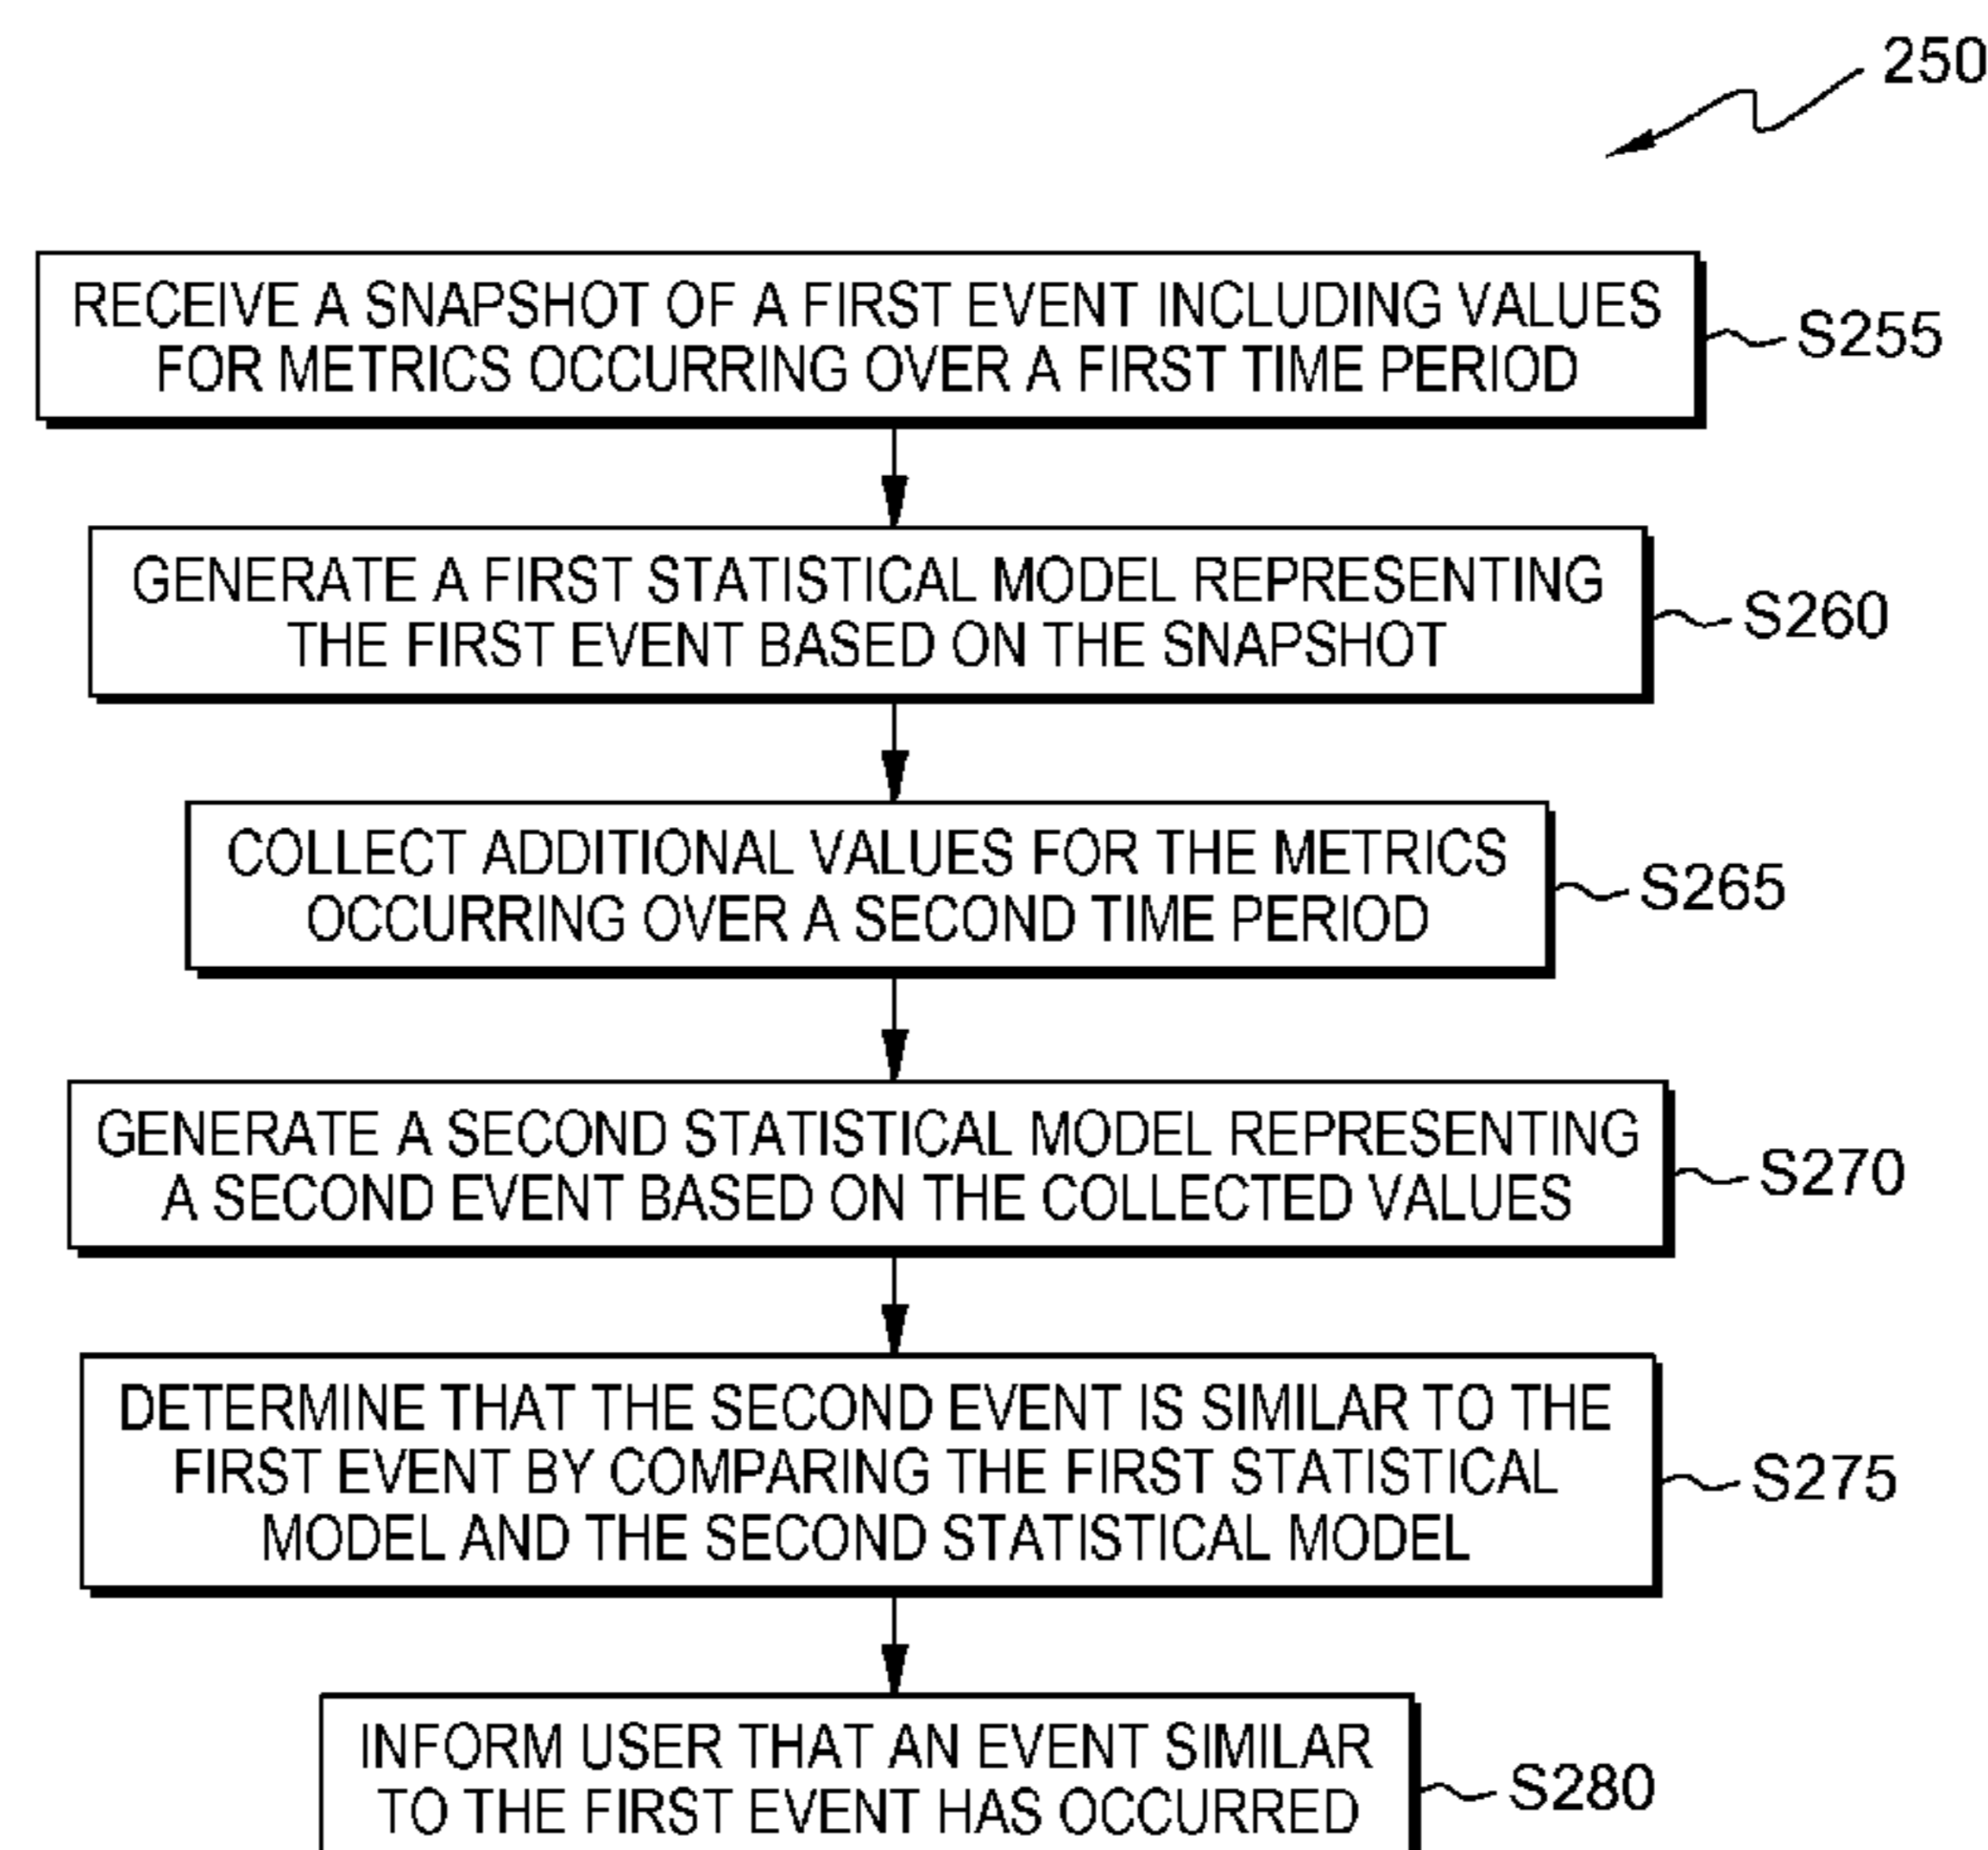 250
RECEIVE A SNAPSHOT OF A FIRST EVENT INCLUDING VALUES
FOR METRICS OCCURRING OVER A FIRST TIME PERIOD
S255
GENERATE A FIRST STATISTICAL MODEL REPRESENTING
THE FIRST EVENT BASED ON THE SNAPSHOT
S260
COLLECT ADDITIONAL VALUES FOR THE METRICS
OCCURRING OVER A SECOND TIME PERIOD
S265
GENERATE A SECOND STATISTICAL MODEL REPRESENTING
A SECOND EVENT BASED ON THE COLLECTED VALUES
S270
DETERMINE THAT THE SECOND EVENT IS SIMILAR TO THE
FIRST EVENT BY COMPARING THE FIRST STATISTICAL
MODEL AND THE SECOND STATISTICAL MODEL
S275
INFORM USER THAT AN EVENT SIMILAR
TO THE FIRST EVENT HAS OCCURRED
S280